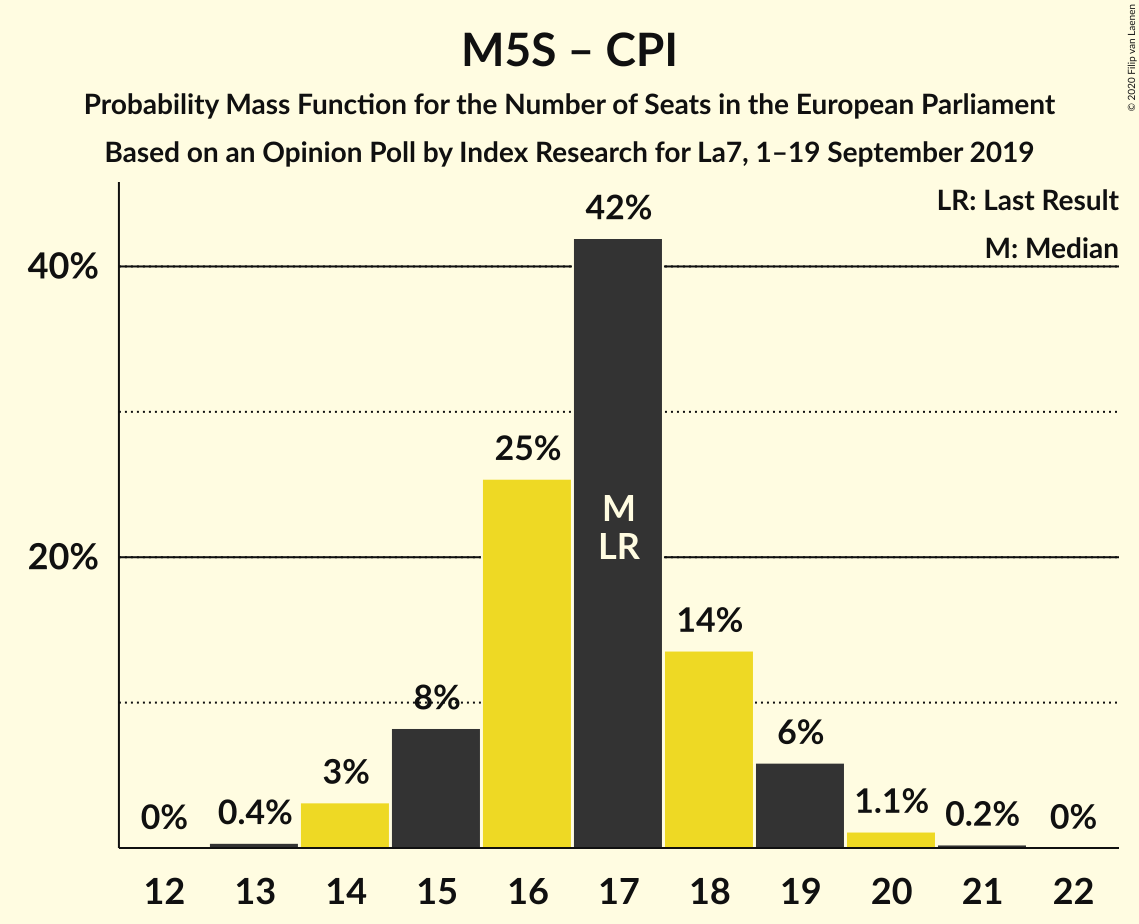 M5S – CPI
Probability Mass Function for the Number of Seats in the European Parliament
Based on an Opinion Poll by Index Research for La7, 1–19 September 2019
© 2020 Filip van Laenen
LR: Last Result
M: Median
40%
20%
0%
0.4%
3%
8%
25%
42%
M
LR
14%
6%
1.1%
0.2%
0%
12 13 14 15 16 17 18 19 20 21 22